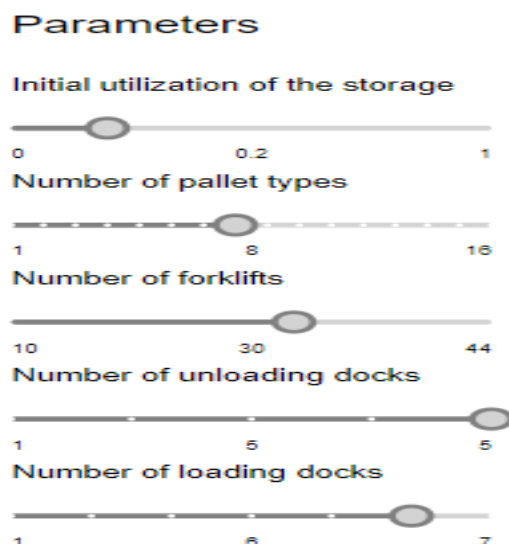 Parameters
Initial utilization of the storage
0 0.2 1
Number of pallet types
1 8 16
Number of forklifts
10 30 44
Number of unloading docks
1 5 5
Number of loading docks
1 6 7